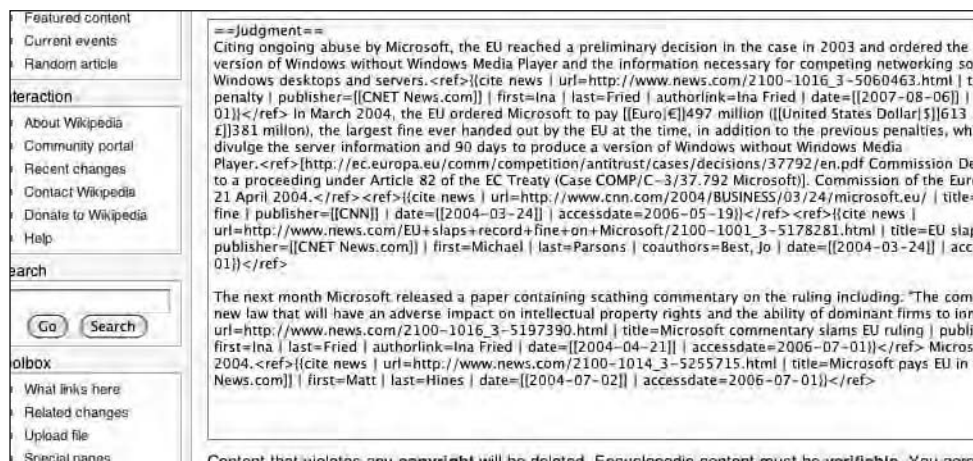 Featured content
Current events
Random article
teraction
About Wikipedia
Community portal
Recent changes
Contact Wikipedia
Donate to Wikipedia
Help
earch
Go Search
olbox
What links here
Related changes
Upload file
Special pages
==Judgment==
Citing ongoing abuse by Microsoft, the EU reached a preliminary decision in the case in 2003 and ordered the
version of Windows without Windows Media Player and the information necessary for competing networking so
Windows desktops and servers.<ref>{{cite news | url=http://www.news.com/2100-1016_3-5060463.html | t
penalty | publisher=[[CNET News.com]] | first=Ina | last=Fried | authorlink=Ina Fried | date=[[2007-08-06]] |
01}}</ref> In March 2004, the EU ordered Microsoft to pay [[Euro|€]]497 million ([[United States Dollar|$]]613
£]]381 millon), the largest fine ever handed out by the EU at the time, in addition to the previous penalties, wh
divulge the server information and 90 days to produce a version of Windows without Windows Media
Player.<ref>[http://ec.europa.eu/comm/competition/antitrust/cases/decisions/37792/en.pdf Commission De
to a proceeding under Article 82 of the EC Treaty (Case COMP/C-3/37.792 Microsoft)]. Commission of the Euro
21 April 2004.</ref><ref>{{cite news | url=http://www.cnn.com/2004/BUSINESS/03/24/microsoft.eu/ | title=
fine | publisher=[[CNN]] | date=[[2004-03-24]] | accessdate=2006-05-19}}</ref><ref>{{cite news |
url=http://www.news.com/EU+slaps+record+fine+on+Microsoft/2100-1001_3-5178281.html | title=EU slap
publisher=[[CNET News.com]] | first=Michael | last=Parsons | coauthors=Best, Jo | date=[[2004-03-24]] | acc
01}}</ref>
The next month Microsoft released a paper containing scathing commentary on the ruling including: "The com
new law that will have an adverse impact on intellectual property rights and the ability of dominant firms to inn
url=http://www.news.com/2100-1016_3-5197390.html | title=Microsoft commentary slams EU ruling | publi
first=Ina | last=Fried | authorlink=Ina Fried | date=[[2004-04-21]] | accessdate=2006-07-01}}</ref> Micros
2004.<ref>{{cite news | url=http://www.news.com/2100-1014_3-5255715.html | title=Microsoft pays EU in
News.com]] | first=Matt | last=Hines | date=[[2004-07-02]] | accessdate=2006-07-01}}</ref>
Content that violates any copyright will be deleted. Encyclopedic content must be verifiable. You agre